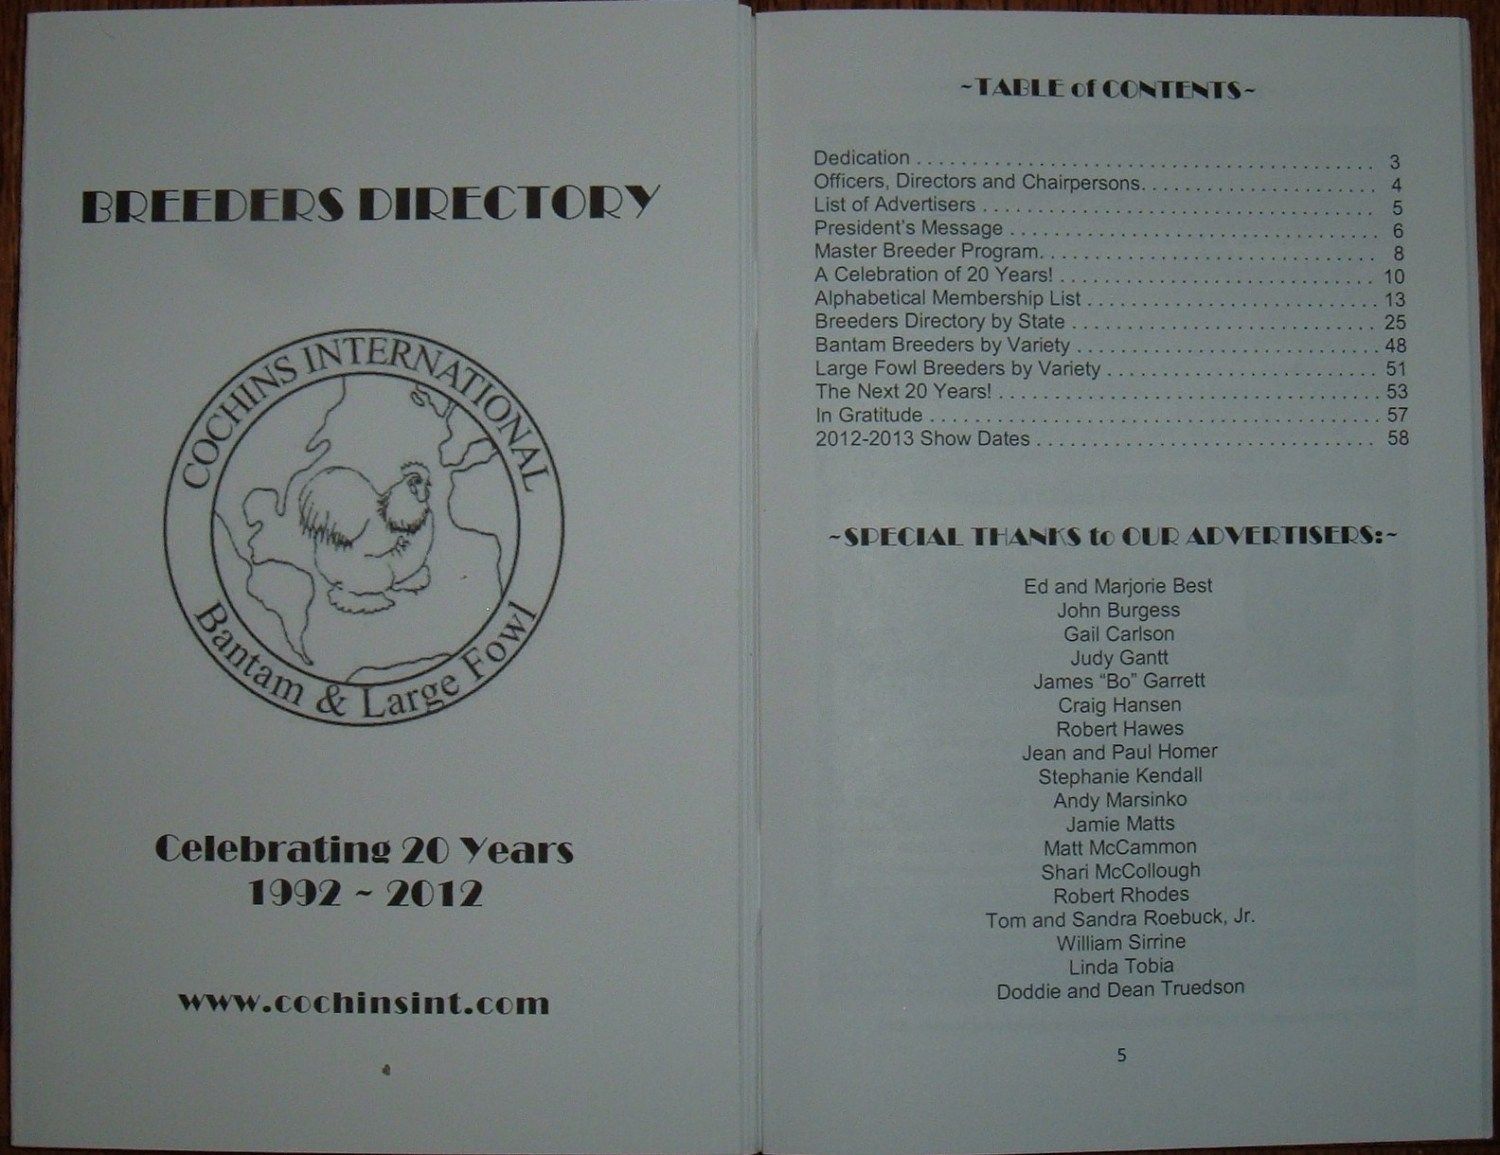 BREEDERS DIRECTORY
COCHINS INTERNATIONAL
Bantam & Large Fowl
Celebrating 20 Years
1992 ~ 2012
www.cochinsint.com
~TABLE of CONTENTS~
Dedication . . . . . . . . . . . . . . . . . . . . . . . . . . . . . . . . . . . . . . . . . 3
Officers, Directors and Chairpersons. . . . . . . . . . . . . . . . . . . . . . 4
List of Advertisers . . . . . . . . . . . . . . . . . . . . . . . . . . . . . . . . . . . 5
President's Message . . . . . . . . . . . . . . . . . . . . . . . . . . . . . . . . . 6
Master Breeder Program. . . . . . . . . . . . . . . . . . . . . . . . . . . . . . 8
A Celebration of 20 Years! . . . . . . . . . . . . . . . . . . . . . . . . . . . . 10
Alphabetical Membership List . . . . . . . . . . . . . . . . . . . . . . . . . . 13
Breeders Directory by State . . . . . . . . . . . . . . . . . . . . . . . . . . . 25
Bantam Breeders by Variety . . . . . . . . . . . . . . . . . . . . . . . . . . . 48
Large Fowl Breeders by Variety . . . . . . . . . . . . . . . . . . . . . . . . 51
The Next 20 Years! . . . . . . . . . . . . . . . . . . . . . . . . . . . . . . . . . . 53
In Gratitude . . . . . . . . . . . . . . . . . . . . . . . . . . . . . . . . . . . . . . . . 57
2012-2013 Show Dates . . . . . . . . . . . . . . . . . . . . . . . . . . . . . . 58
~SPECIAL THANKS to OUR ADVERTISERS:~
Ed and Marjorie Best
John Burgess
Gail Carlson
Judy Gantt
James “Bo” Garrett
Craig Hansen
Robert Hawes
Jean and Paul Homer
Stephanie Kendall
Andy Marsinko
Jamie Matts
Matt McCammon
Shari McCollough
Robert Rhodes
Tom and Sandra Roebuck, Jr.
William Sirrine
Linda Tobia
Doddie and Dean Truedson
5